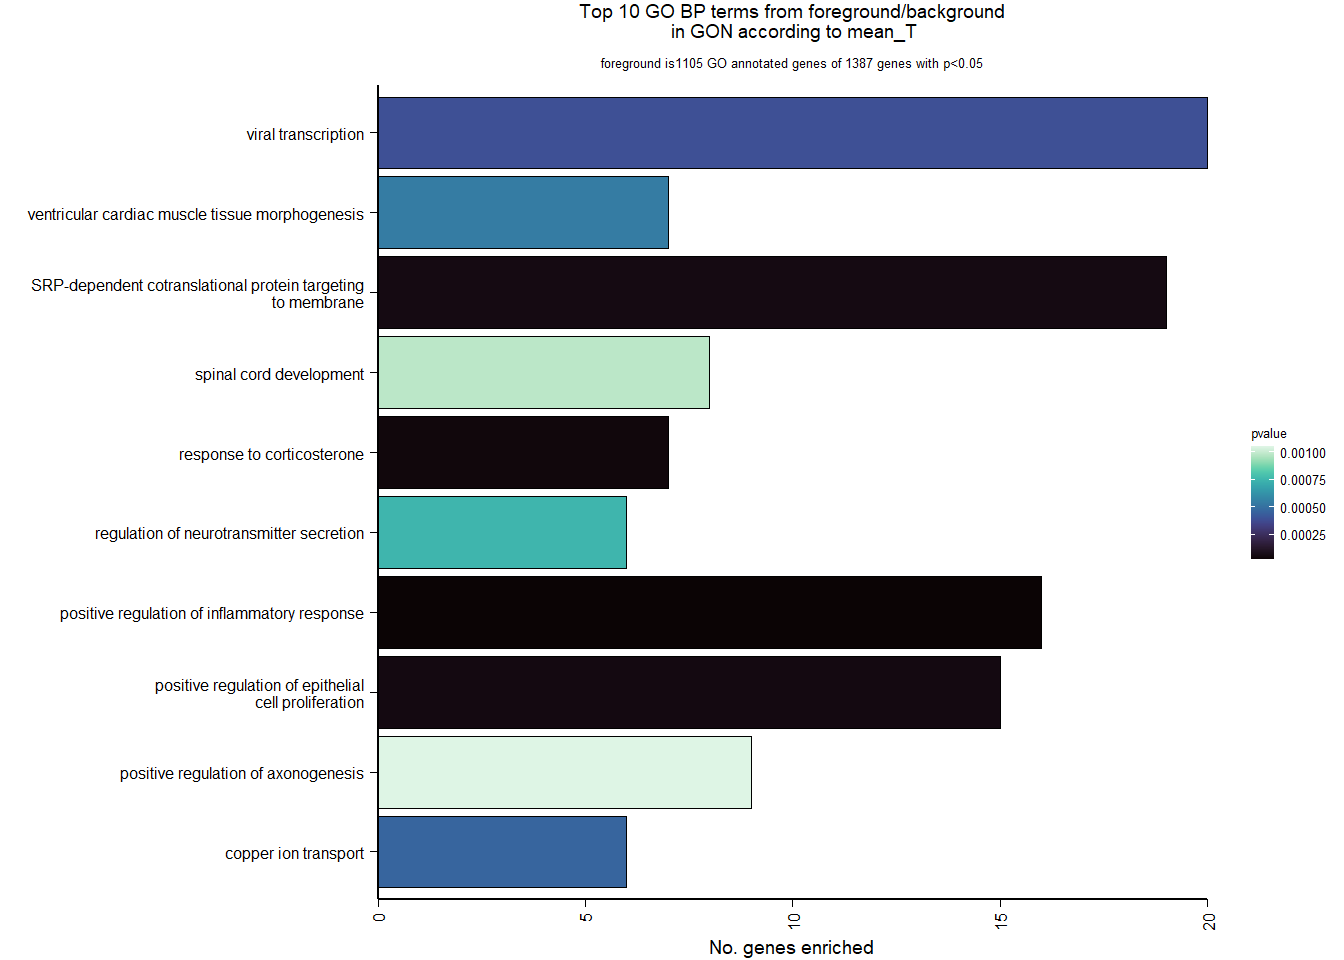 Top 10 GO BP terms from foreground/background
in GON according to mean_T
foreground is1105 GO annotated genes of 1387 genes with p<0.05
viral transcription
ventricular cardiac muscle tissue morphogenesis
SRP-dependent cotranslational protein targeting
to membrane
spinal cord development
response to corticosterone
regulation of neurotransmitter secretion
positive regulation of inflammatory response
positive regulation of epithelial
cell proliferation
positive regulation of axonogenesis
copper ion transport
0
5
10
15
20
No. genes enriched
pvalue
0.00100
0.00075
0.00050
0.00025